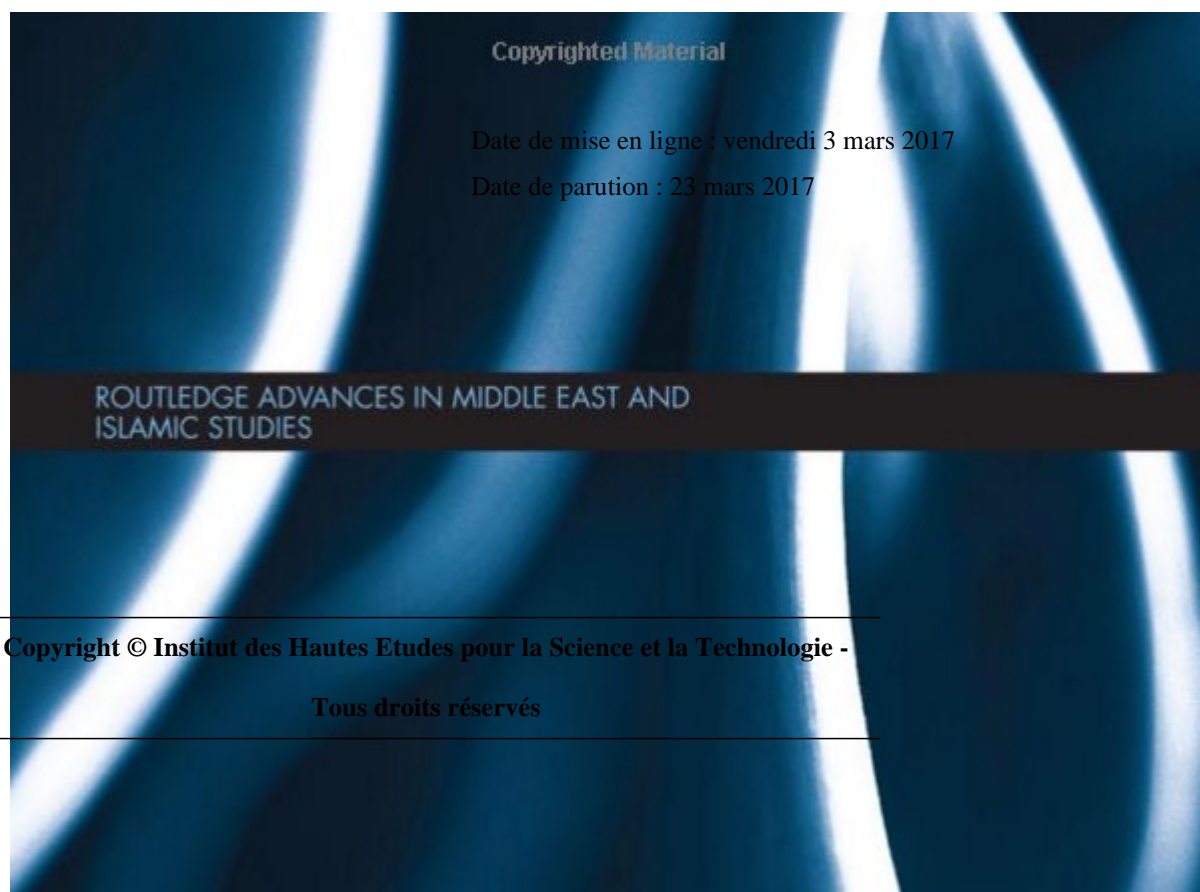 Copyrighted Material
Date de mise en ligne : vendredi 3 mars 2017
Date de parution : 23 mars 2017
ROUTLEDGE ADVANCES IN MIDDLE EAST AND
ISLAMIC STUDIES
Copyright © Institut des Hautes Etudes pour la Science et la Technologie -
Tous droits réservés